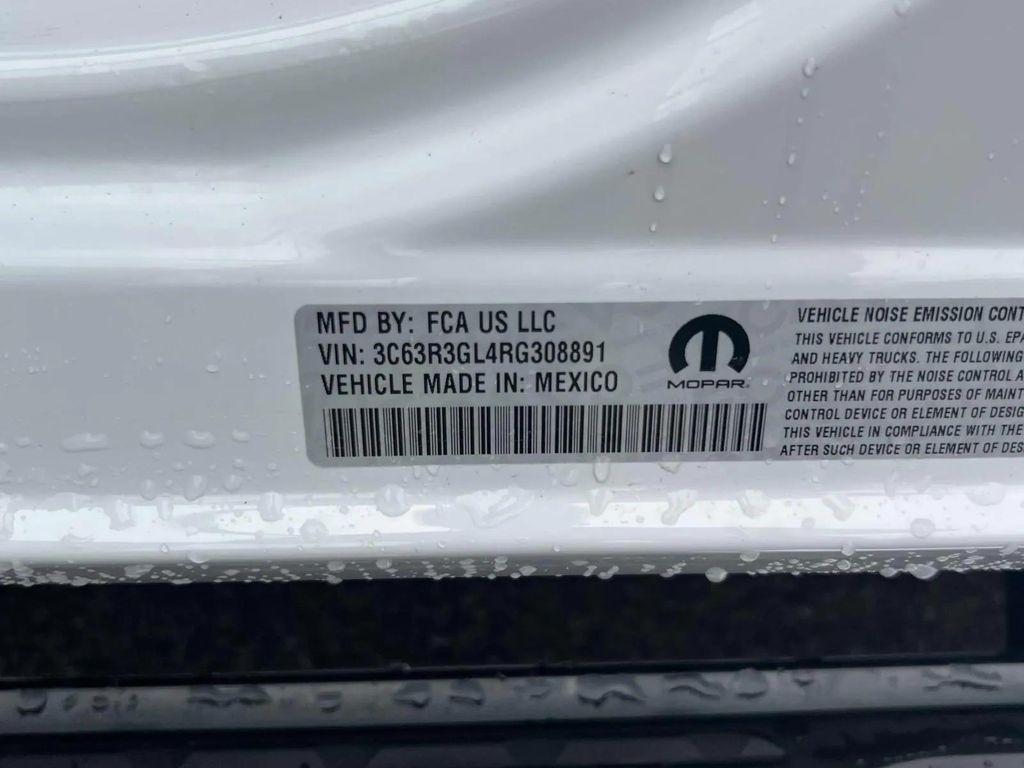 MFD BY: FCA US LLC
VIN: 3C63R3GL4RG308891
VEHICLE MADE IN: MEXICO
MOPAR
VEHICLE NOISE EMISSION CONT
THIS VEHICLE CONFORMS TO U.S. EPA
AND HEAVY TRUCKS. THE FOLLOWING
PROHIBITED BY THE NOISE CONTROL A
OTHER THAN FOR PURPOSES OF MAINT
CONTROL DEVICE OR ELEMENT OF DESIG
THIS VEHICLE IN COMPLIANCE WITH THE
AFTER SUCH DEVICE OR ELEMENT OF DES